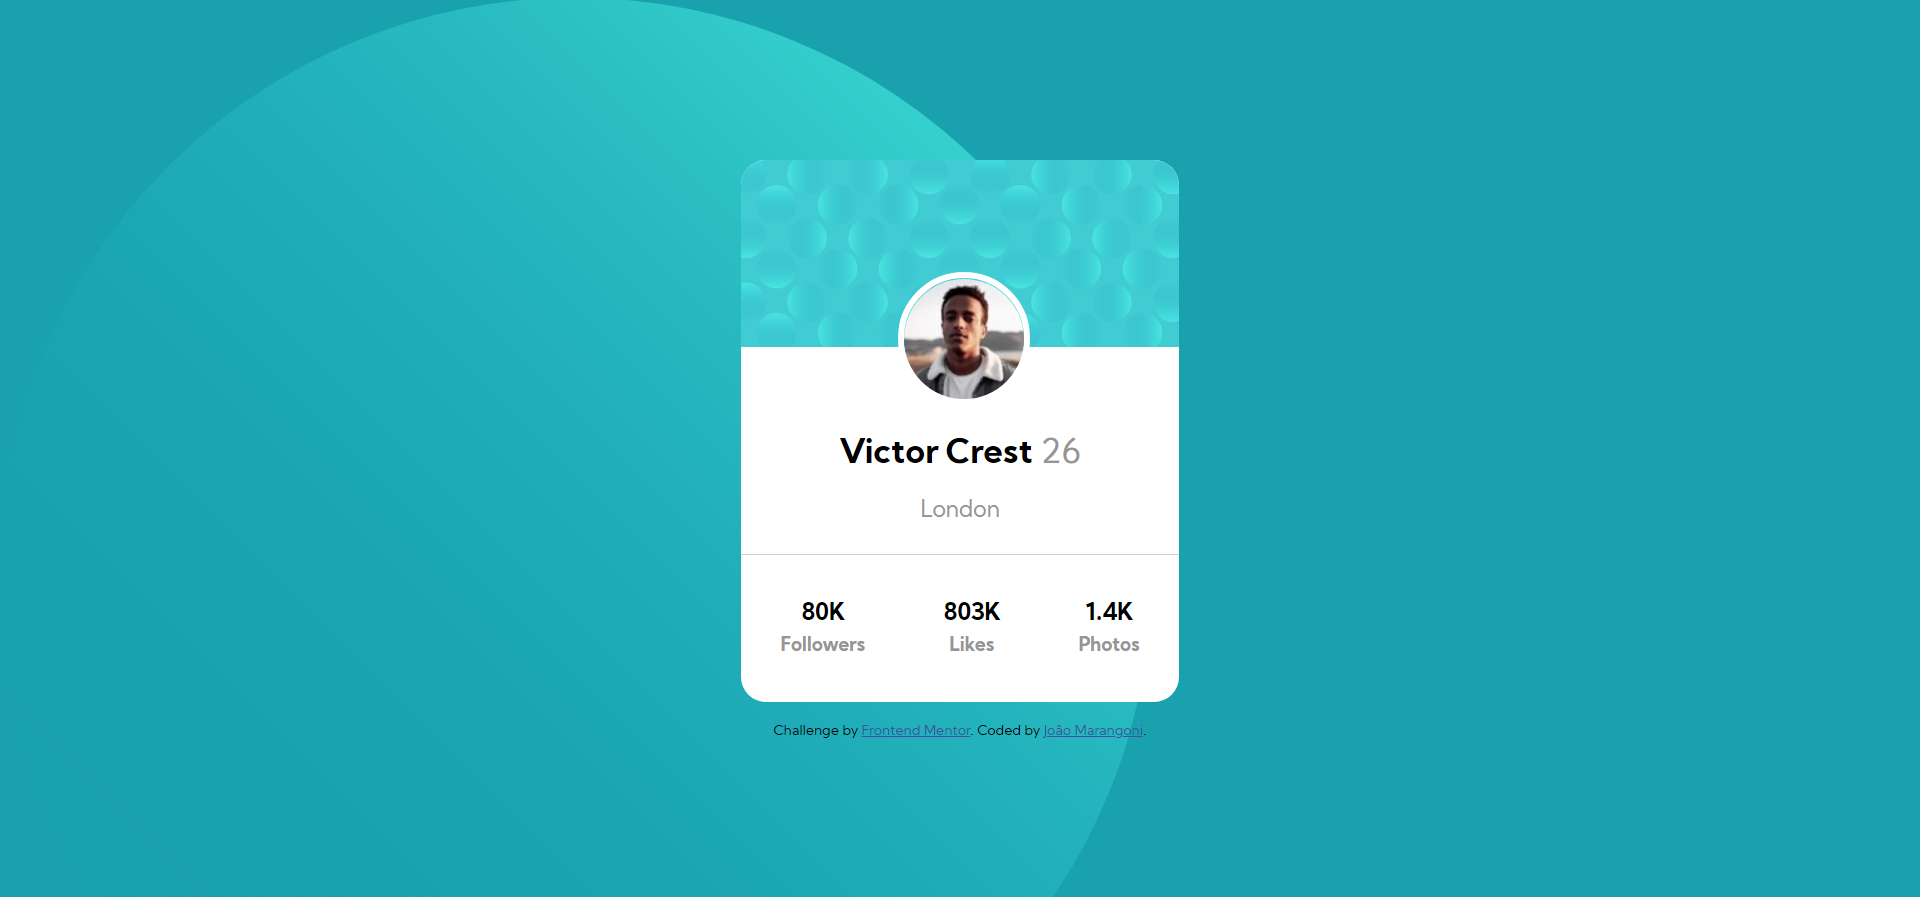 Victor Crest 26
London
80K 803K 1.4K
Followers Likes Photos
Challenge by Frontend Mentor. Coded by João Marangoni.